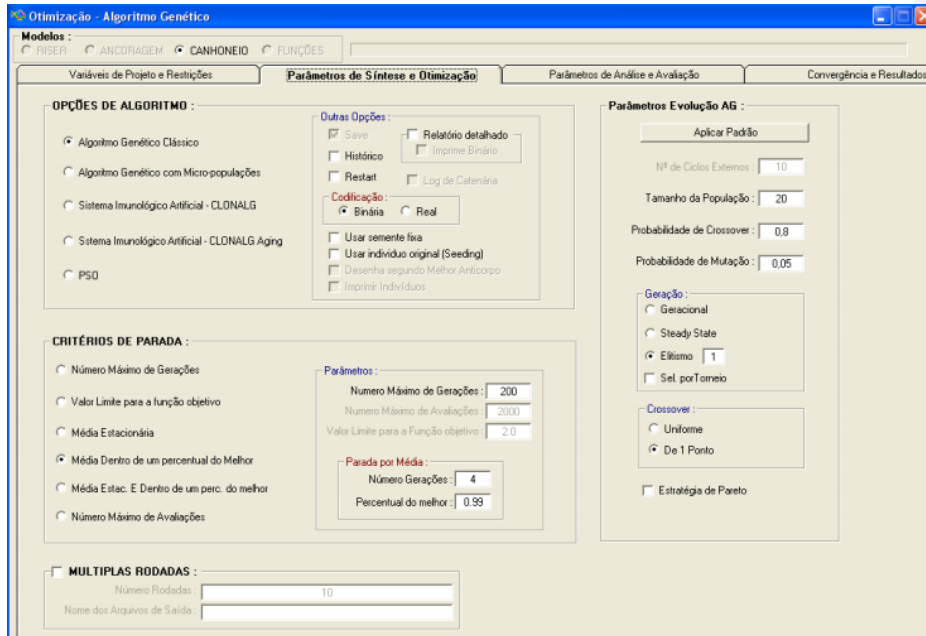 Otimização - Algoritmo Genético
Modelos :
RISER ANCORAGEM CANHONEIO FUNÇÕES
Variáveis de Projeto e Restrições Parâmetros de Síntese e Otimização Parâmetros de Análise e Avaliação Convergência e Resultados
OPÇÕES DE ALGORITMO :
Algoritmo Genético Clássico
Algoritmo Genético com Micro-populações
Sistema Imunológico Artificial - CLONALG
Sstema Imunológico Artificial - CLONALG Aging
PSO
Outras Opções :
Save Relatório detalhado
Imprime Binário
Histórico
Restart Log de Catenária
Codificação :
Binária Real
Usar semente fixa
Usar individuo original (Seeding)
Desenha segundo Melhor Anticorpo
Imprimir Indivíduos
Parâmetros Evolução AG :
Aplicar Padrão
Nª de Ciclos Externos : 10
Tamanho da População : 20
Probabilidade de Crossover : 0,8
Probabilidade de Mutação : 0,05
Geração :
Geracional
Steady State
Elitismo 1
Sel. porTorneio
Crossover :
Uniforme
De 1 Ponto
Estratégia de Pareto
CRITÉRIOS DE PARADA :
Número Máximo de Gerações
Valor Limite para a função objetivo
Média Estacionária
Média Dentro de um percentual do Melhor
Média Estac. E Dentro de um perc. do melhor
Número Máximo de Avaliações
Parâmetros :
Numero Máximo de Gerações : 200
Numero Máximo de Avaliações : 2000
Valor Limite para a Função objetivo : 2.0
Parada por Média :
Número Gerações : 4
Percentual do melhor : 0.99
MULTIPLAS RODADAS :
Número Rodadas : 10
Nome dos Arquivos de Saída :